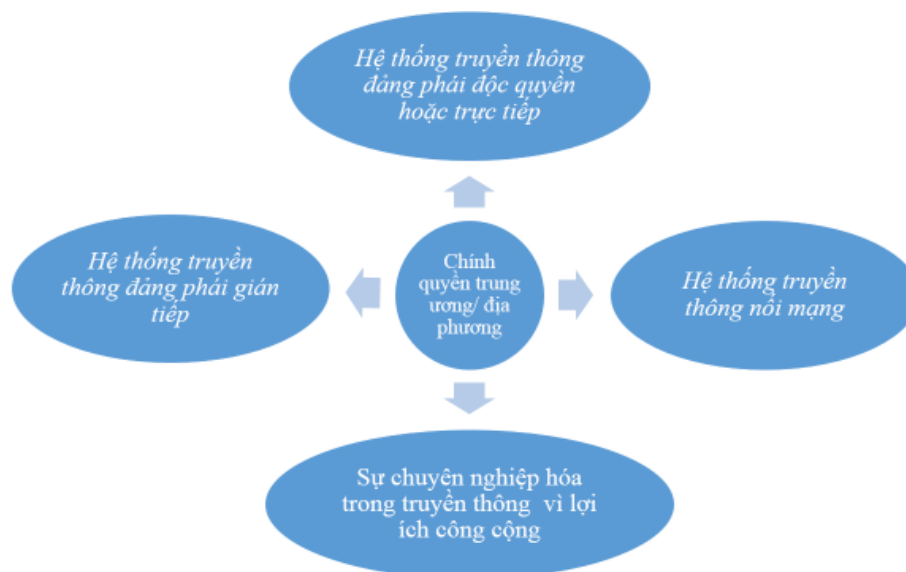 Hệ thống truyền thông
đảng phái độc quyền
hoặc trực tiếp
Hệ thống truyền
thông đảng phái gián
tiếp
Chính
quyền trung
ương/ địa
phương
Hệ thống truyền
thông nối mạng
Sự chuyên nghiệp hóa
trong truyền thông vì lợi
ích công cộng